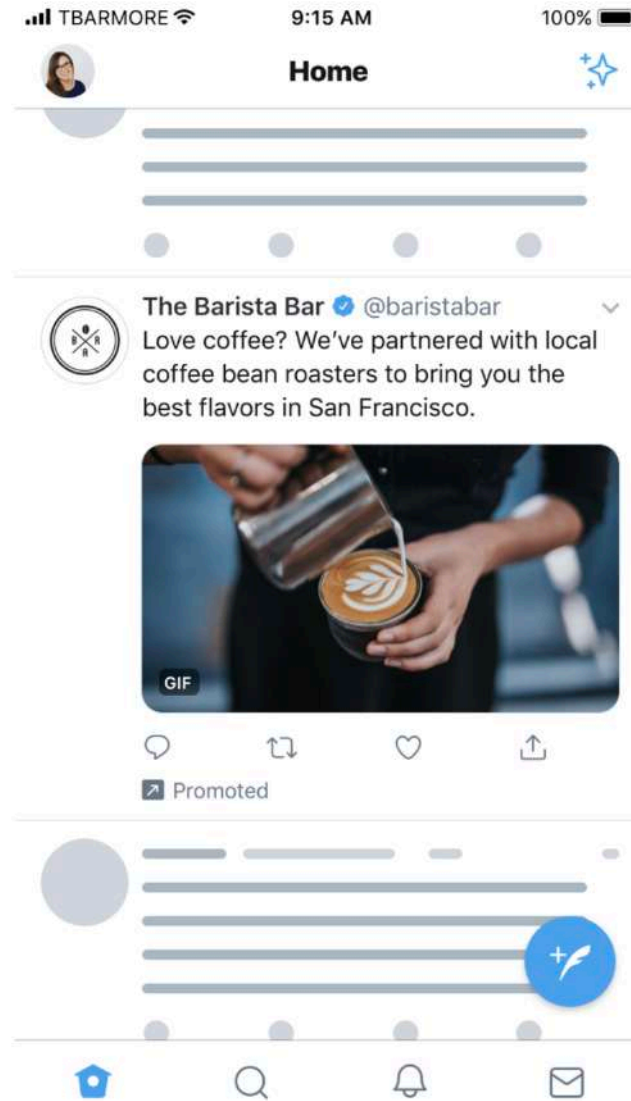 TBARMORE 9:15 AM 100%
Home
The Barista Bar @baristabar
Love coffee? We’ve partnered with local
coffee bean roasters to bring you the
best flavors in San Francisco.
B A R
A
GIF
Promoted